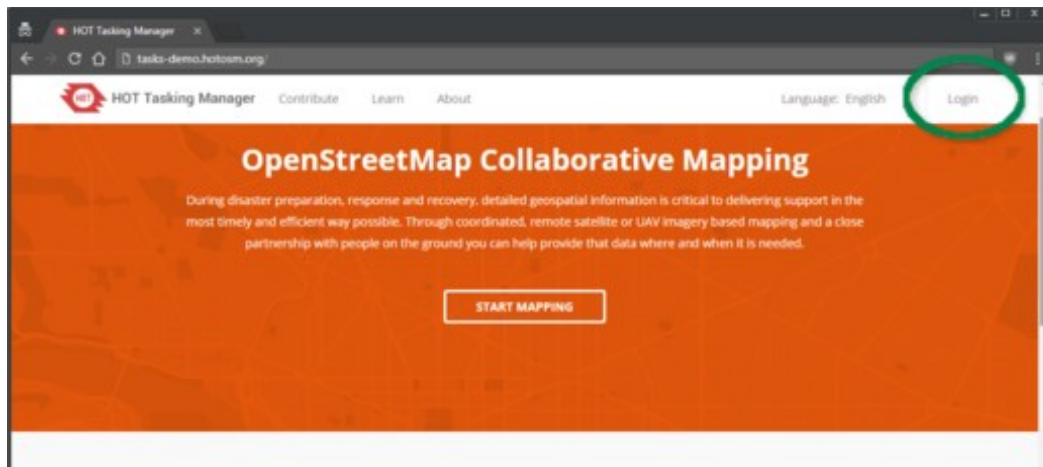 HOT Tasking Manager
tasks-demo.hotosm.org/
HOT HOT Tasking Manager Contribute Learn About Language: English Login
OpenStreetMap Collaborative Mapping
During disaster preparation, response and recovery, detailed geospatial information is critical to delivering support in the
most timely and efficient way possible. Through coordinated, remote satellite or UAV imagery based mapping and a close
partnership with people on the ground you can help provide that data where and when it is needed.
START MAPPING